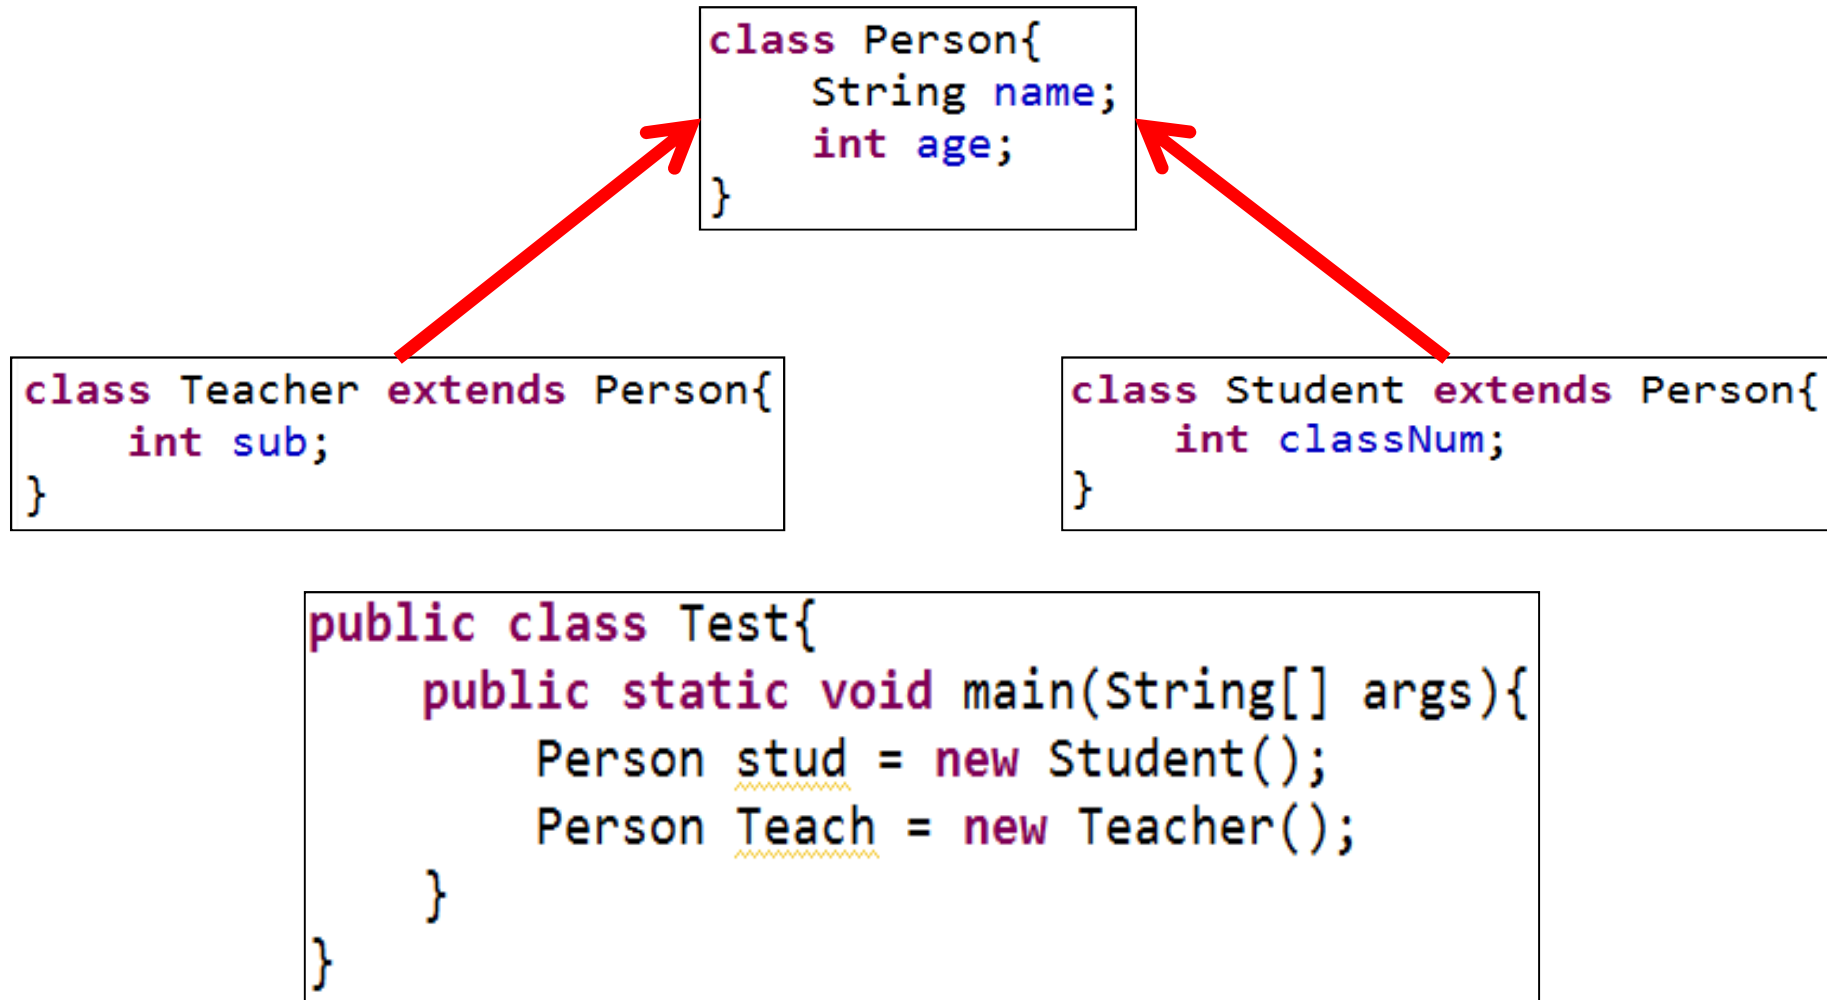 class Person{
String name;
int age;
}
class Teacher extends Person{
int sub;
}
class Student extends Person{
int classNum;
}
public class Test{
public static void main(String[] args){
Person stud = new Student();
Person Teach = new Teacher();
}
}